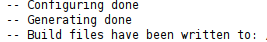 -- Configuring done
-- Generating done
-- Build files have been written to: